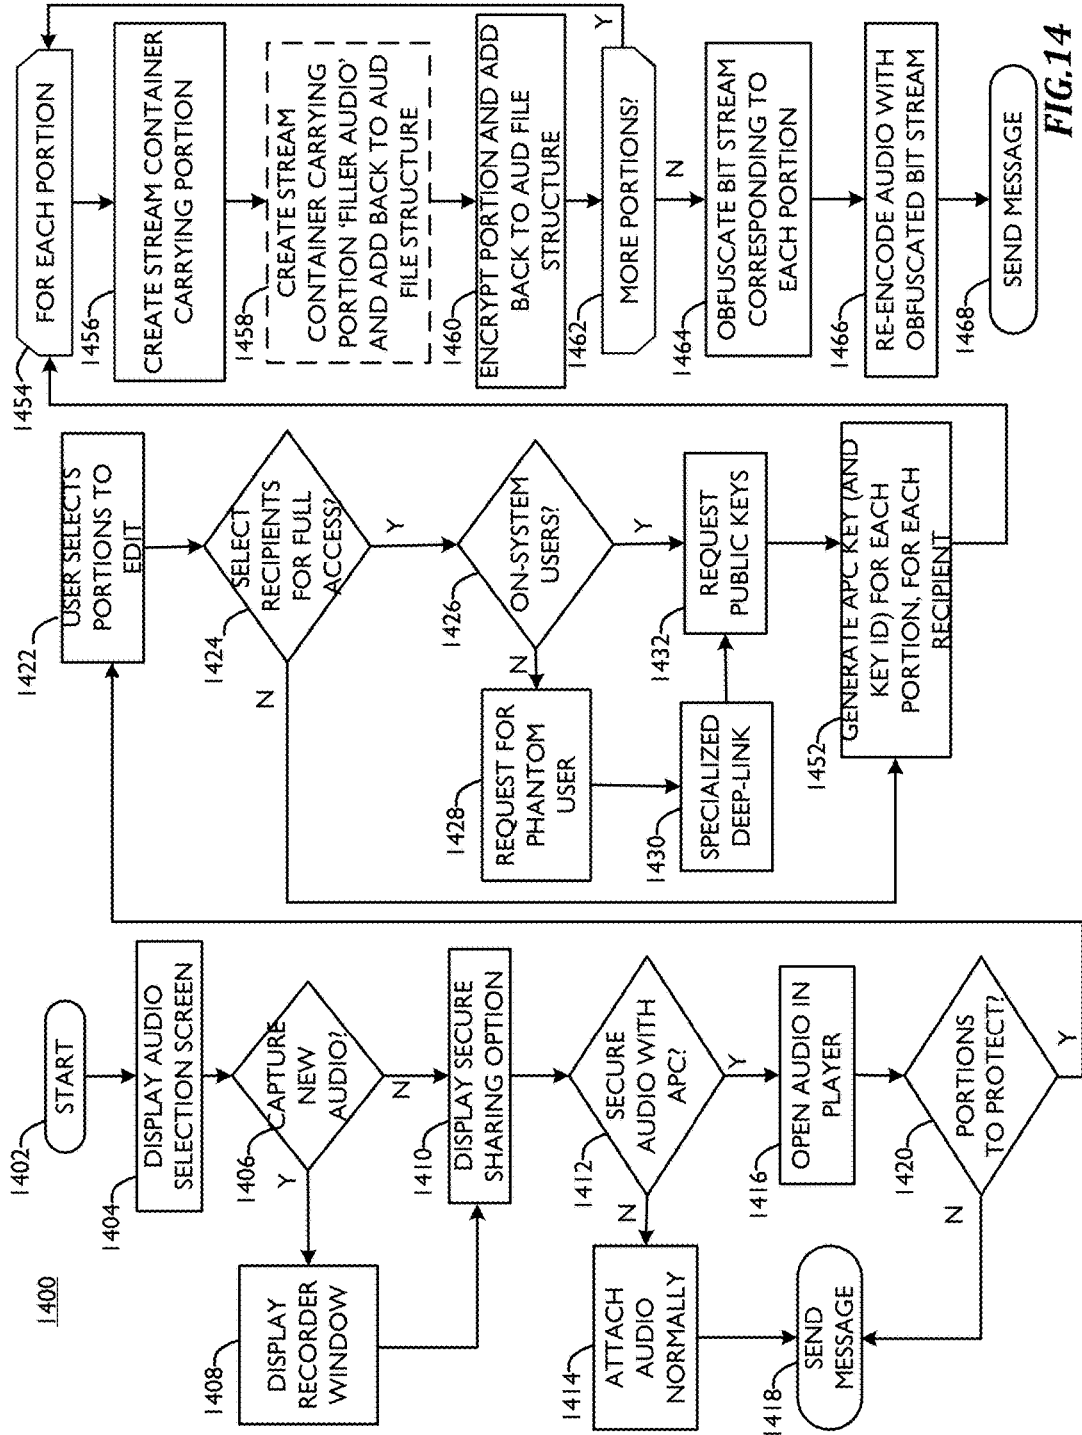 1400
1402
START
1404
DISPLAY AUDIO
SELECTION SCREEN
1406
CAPTURE
NEW
AUDIO?
Y
N
1408
DISPLAY
RECORDER
WINDOW
1410
DISPLAY SECURE
SHARING OPTION
1412
SECURE
AUDIO WITH
APC?
N
Y
1414
ATTACH
AUDIO
NORMALLY
1416
OPEN AUDIO IN
PLAYER
1418
SEND
MESSAGE
1420
PORTIONS
TO PROTECT?
N
Y
1422
USER SELECTS
PORTIONS TO
EDIT
1424
SELECT
RECIPIENTS
FOR FULL
ACCESS?
N
Y
1426
ON-SYSTEM
USERS?
N
Y
1428
REQUEST FOR
PHANTOM
USER
1430
SPECIALIZED
DEEP-LINK
1432
REQUEST
PUBLIC KEYS
1452
GENERATE APC KEY (AND
KEY ID) FOR EACH
PORTION, FOR EACH
RECIPIENT
1454
FOR EACH PORTION
1456
CREATE STREAM CONTAINER
CARRYING PORTION
1458
CREATE STREAM
CONTAINER CARRYING
PORTION 'FILLER AUDIO'
AND ADD BACK TO AUD
FILE STRUCTURE
1460
ENCRYPT PORTION AND ADD
BACK TO AUD FILE
STRUCTURE
1462
MORE PORTIONS?
Y
N
1464
OBFUSCATE BIT STREAM
CORRESPONDING TO
EACH PORTION
1466
RE-ENCODE AUDIO WITH
OBFUSCATED BIT STREAM
1468
SEND MESSAGE
FIG.14